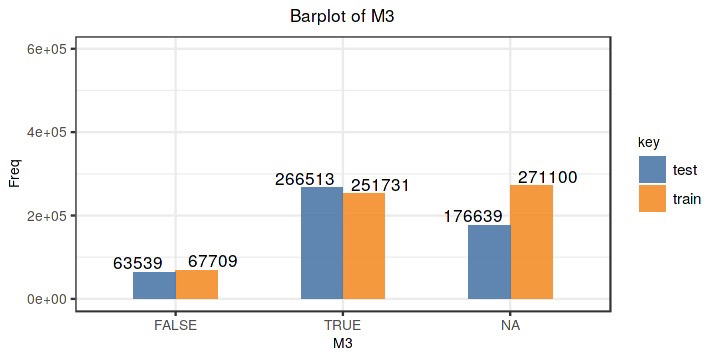 Barplot of M3
6e+05
4e+05
2e+05
0e+00
Freq
63539
67709
266513
251731
176639
271100
FALSE
TRUE
NA
M3
key
test
train